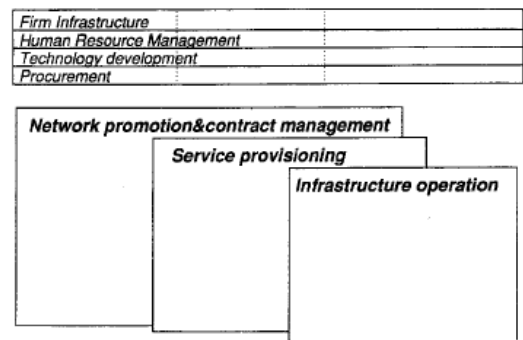 Firm Infrastructure
Human Resource Management
Technology development
Procurement
Network promotion&contract management
Service provisioning
Infrastructure operation